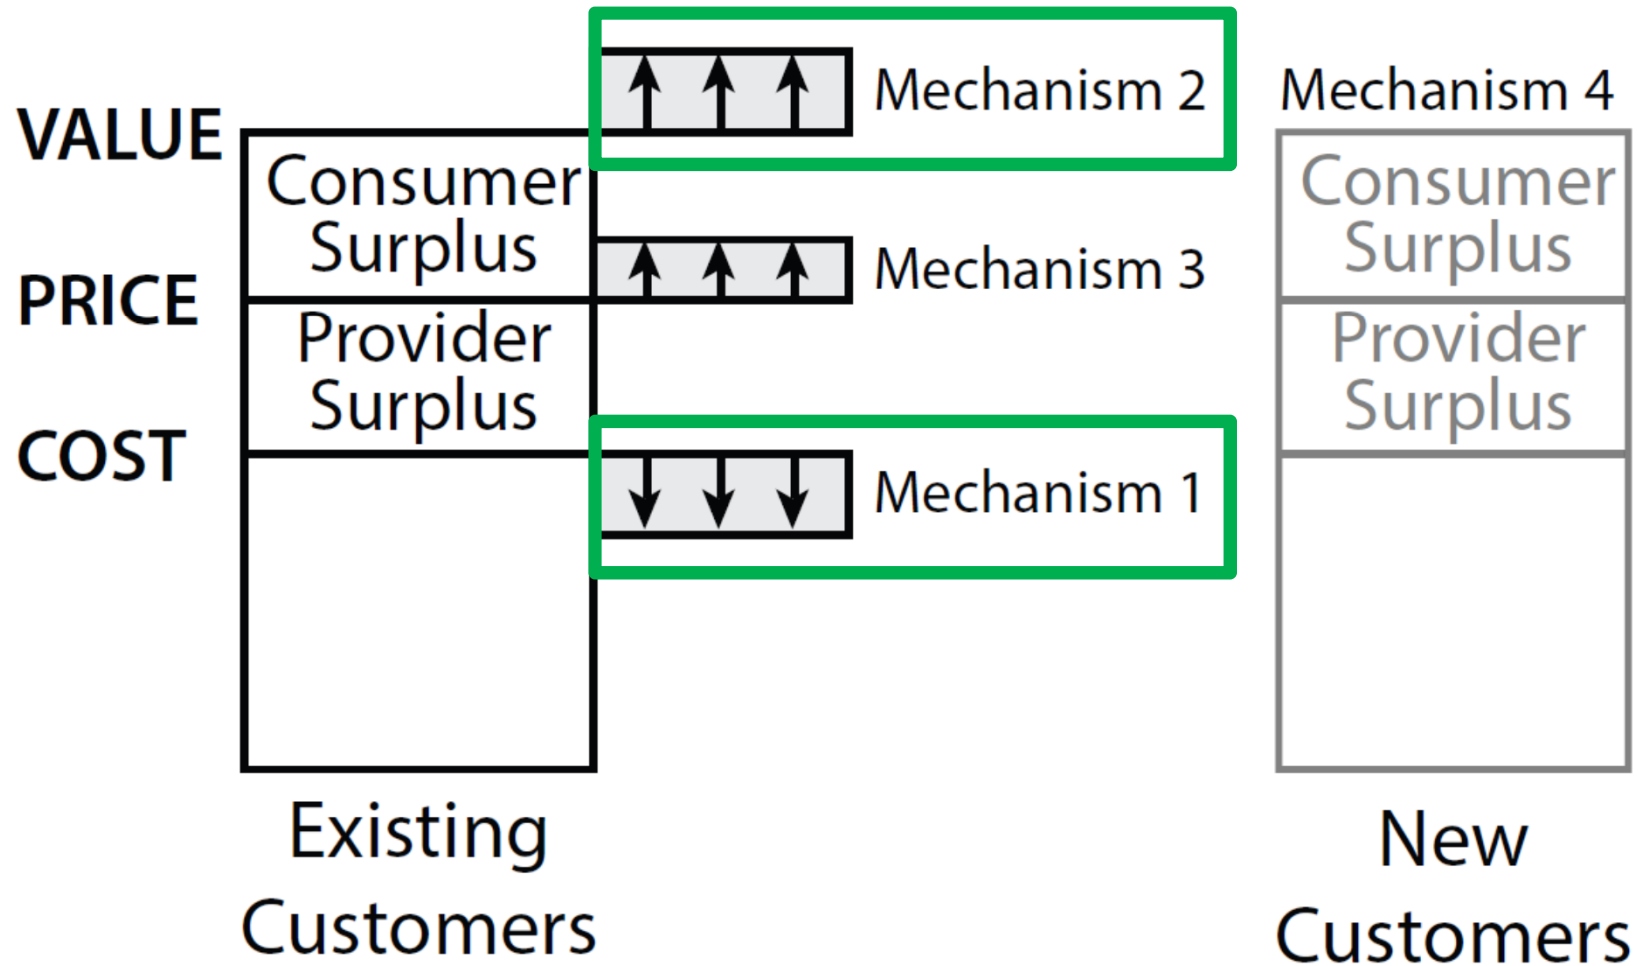 VALUE
PRICE
COST
Consumer
Surplus
Provider
Surplus
Existing
Customers
Mechanism 2
Mechanism 3
Mechanism 1
Mechanism 4
Consumer
Surplus
Provider
Surplus
New
Customers